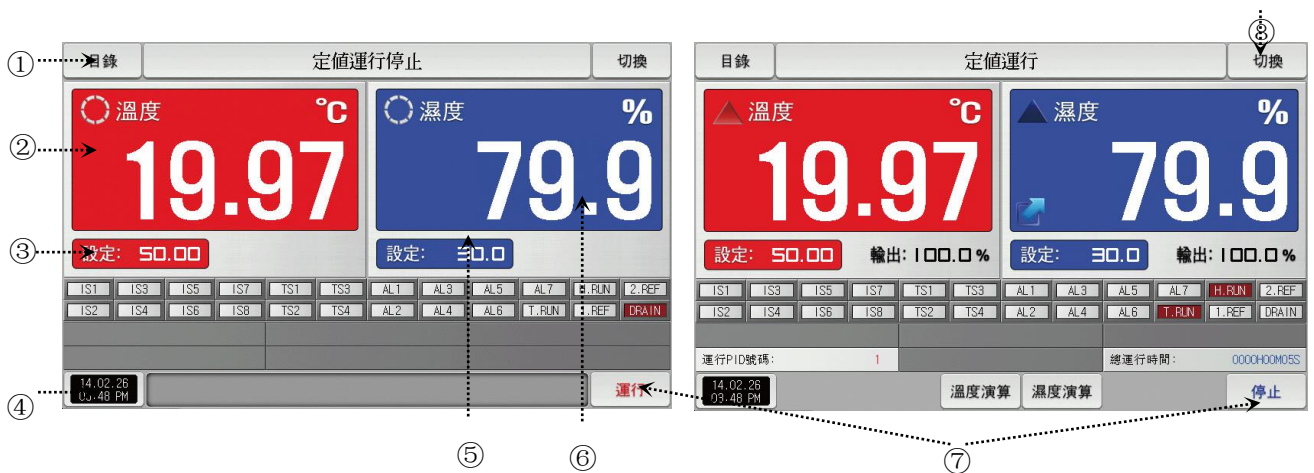 ⑧
① 目錄 定値運行停止 切換
目錄 定値運行 切換
溫度 °C 濕度 %
② 19.97 79.9
③ 設定: 50.00 設定: 30.0
IS1 IS3 IS5 IS7 TS1 TS3 AL1 AL3 AL5 AL7 H.RUN 2.REF
IS2 IS4 IS6 IS8 TS2 TS4 AL2 AL4 AL6 T.RUN 1.REF DRAIN
④ 14.02.26
03:48 PM
運行
溫度 °C 濕度 %
19.97 79.9
設定: 50.00 輸出: 100.0 % 設定: 30.0 輸出: 100.0 %
IS1 IS3 IS5 IS7 TS1 TS3 AL1 AL3 AL5 AL7 H.RUN 2.REF
IS2 IS4 IS6 IS8 TS2 TS4 AL2 AL4 AL6 T.RUN 1.REF DRAIN
運行PID號碼: 1 總運行時間: 0000H00M05S
14.02.26
03:48 PM
溫度演算 濕度演算 停止
⑤ ⑥ ⑦